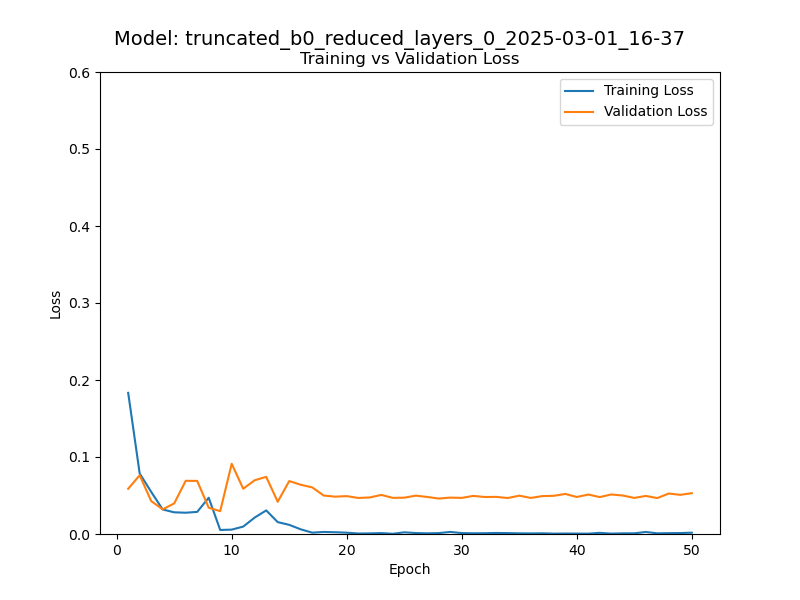 Model: truncated_b0_reduced_layers_0_2025-03-01_16-37
Training vs Validation Loss
0.6
0.5
0.4
0.3
0.2
0.1
0.0
Loss
Training Loss
Validation Loss
0 10 20 30 40 50
Epoch